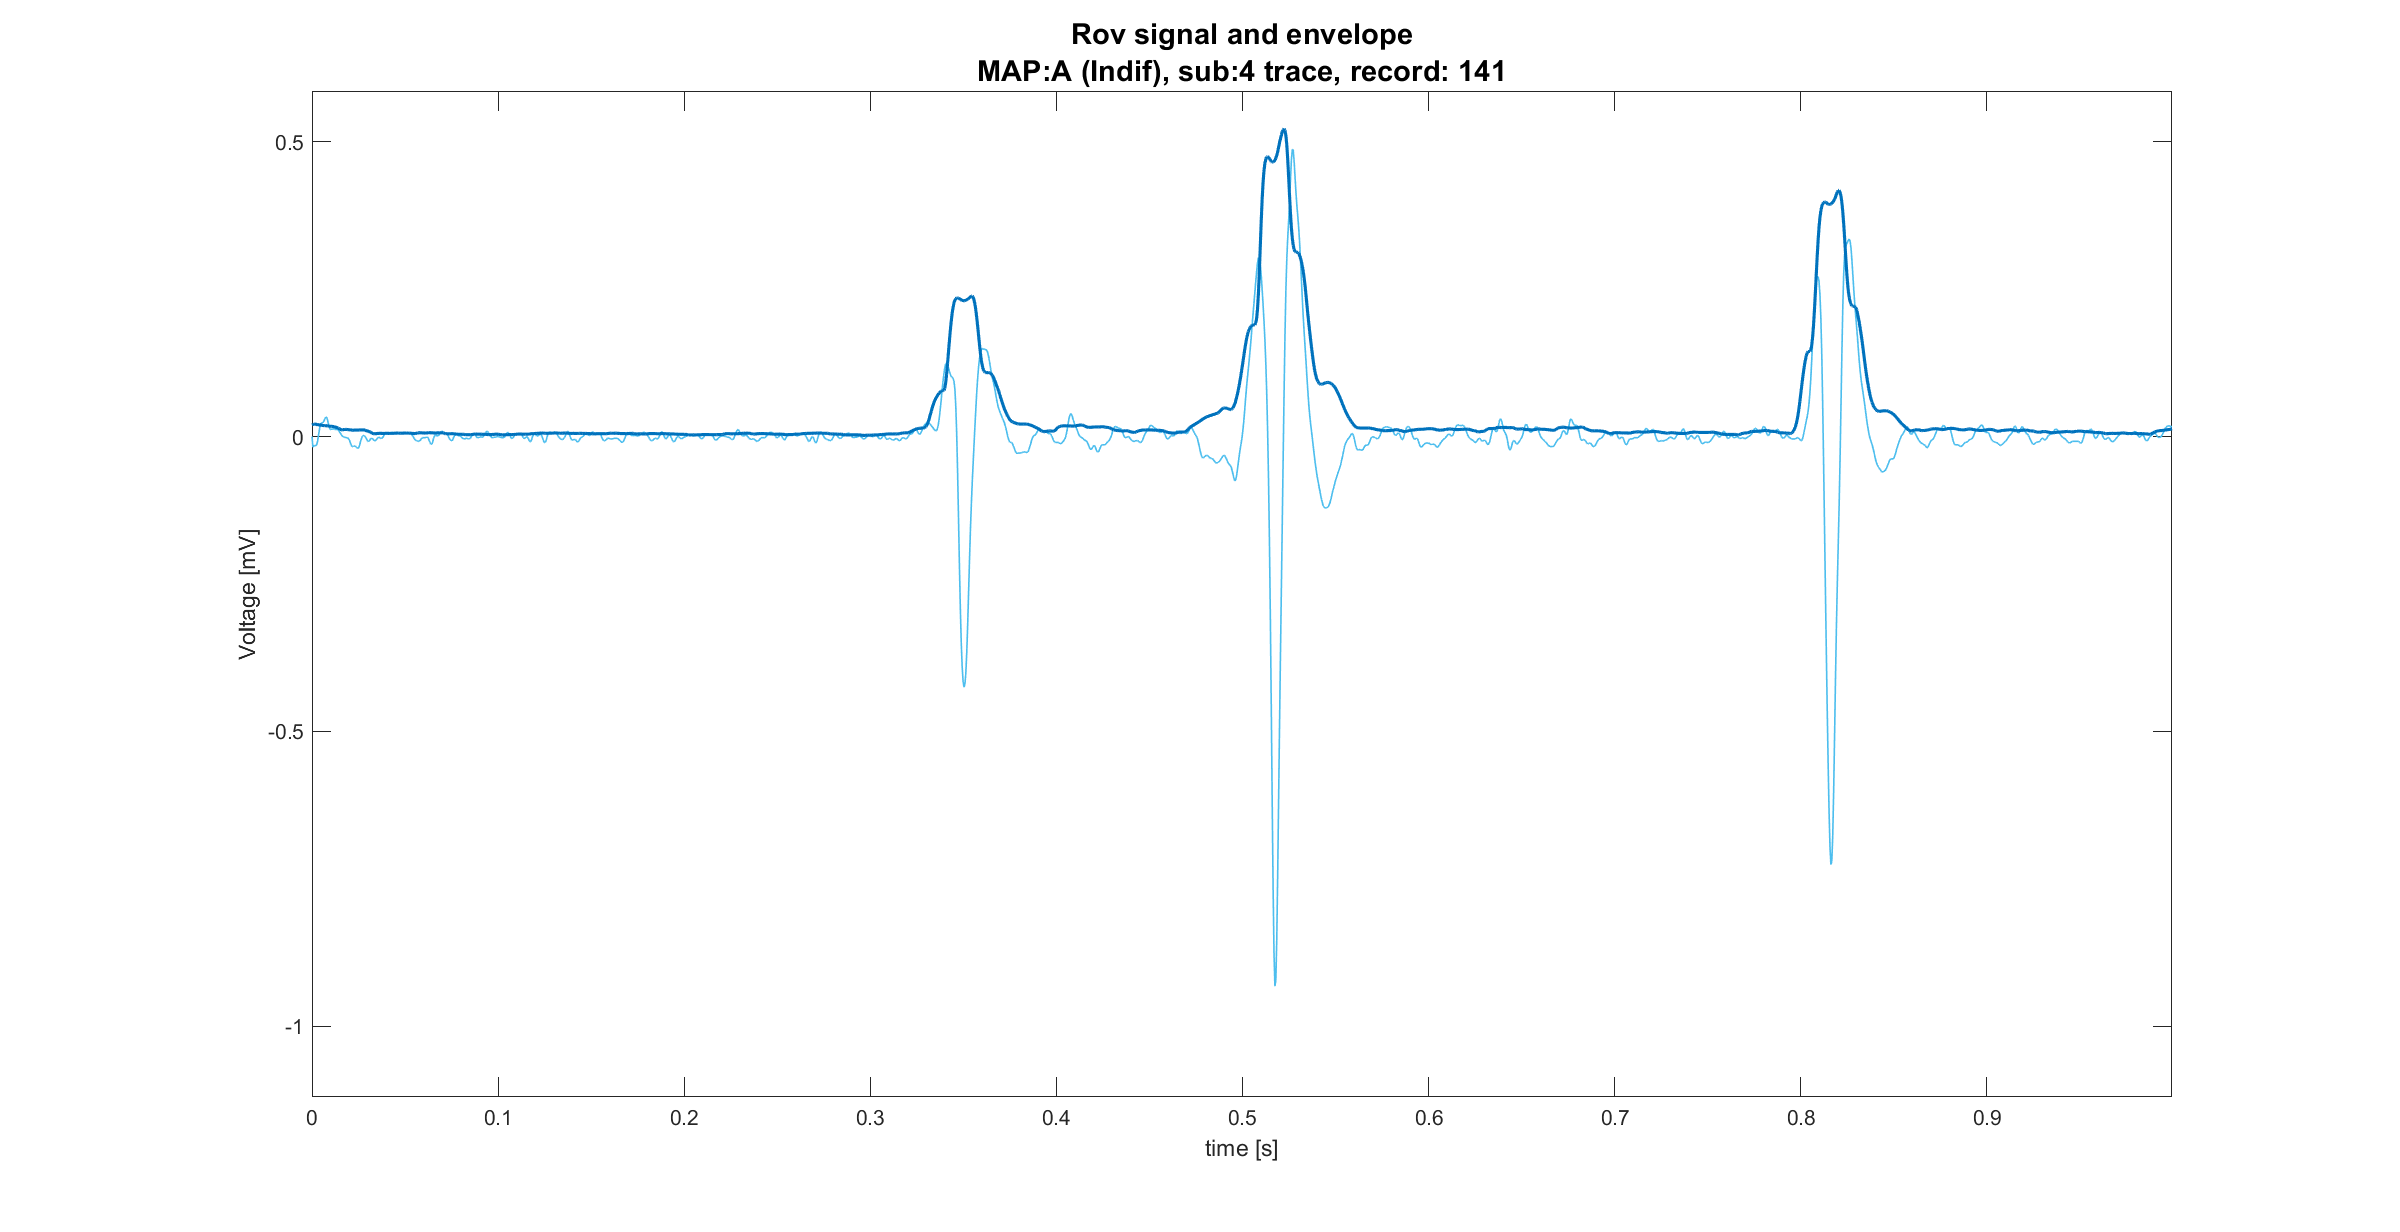 Rov signal and envelope
MAP:A (Indif), sub:4 trace, record: 141
0.5
0
-0.5
-1
Voltage [mV]
0 0.1 0.2 0.3 0.4 0.5 0.6 0.7 0.8 0.9
time [s]